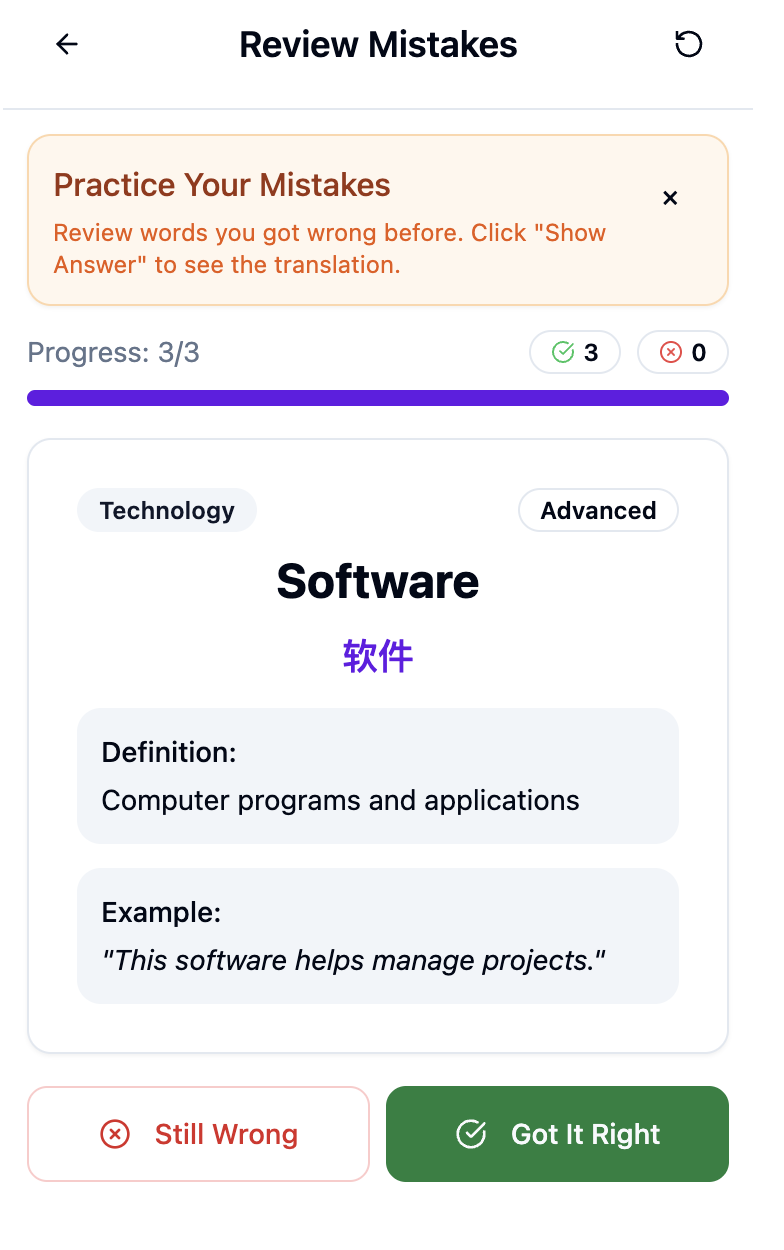 Review Mistakes
Practice Your Mistakes
×
Review words you got wrong before. Click "Show
Answer" to see the translation.
Progress: 3/3
3
0
Technology
Advanced
Software
软件
Definition:
Computer programs and applications
Example:
"This software helps manage projects."
Still Wrong
Got It Right